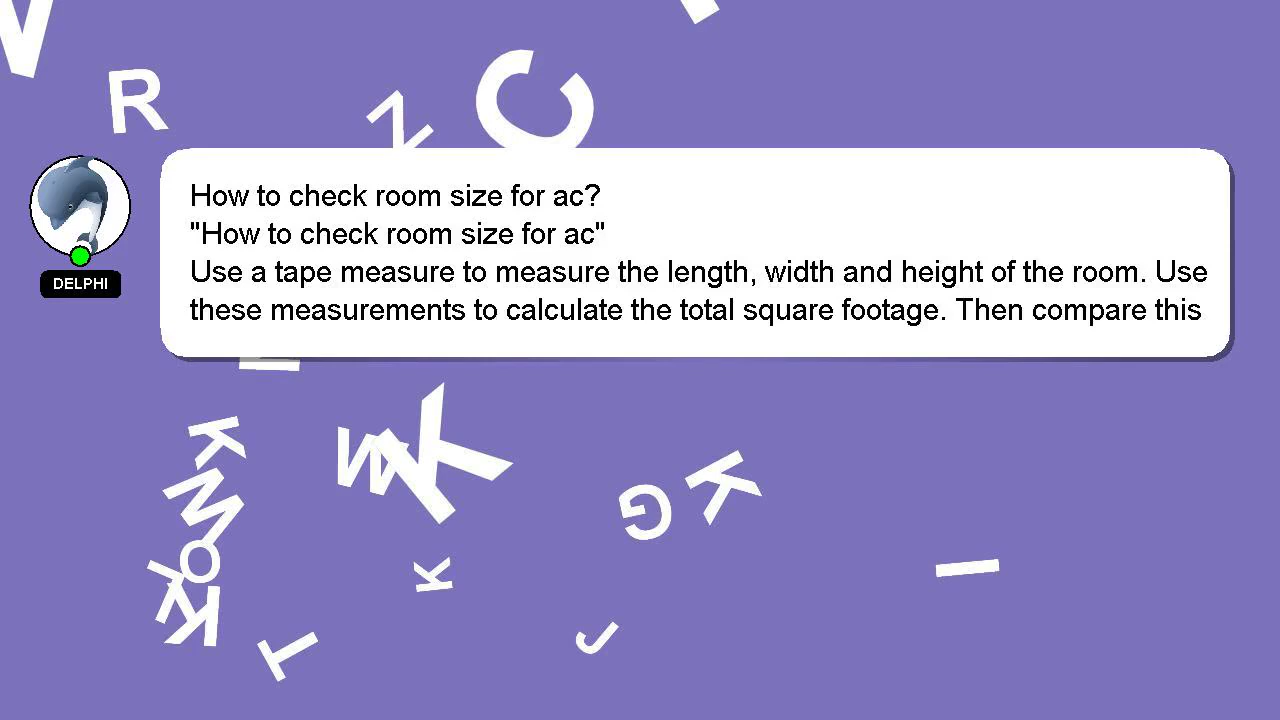 V
R
Z
C
How to check room size for ac?
"How to check room size for ac"
Use a tape measure to measure the length, width and height of the room. Use
these measurements to calculate the total square footage. Then compare this
DELPHI
K
W
K
M
K
G
O
K
K
I
T
J